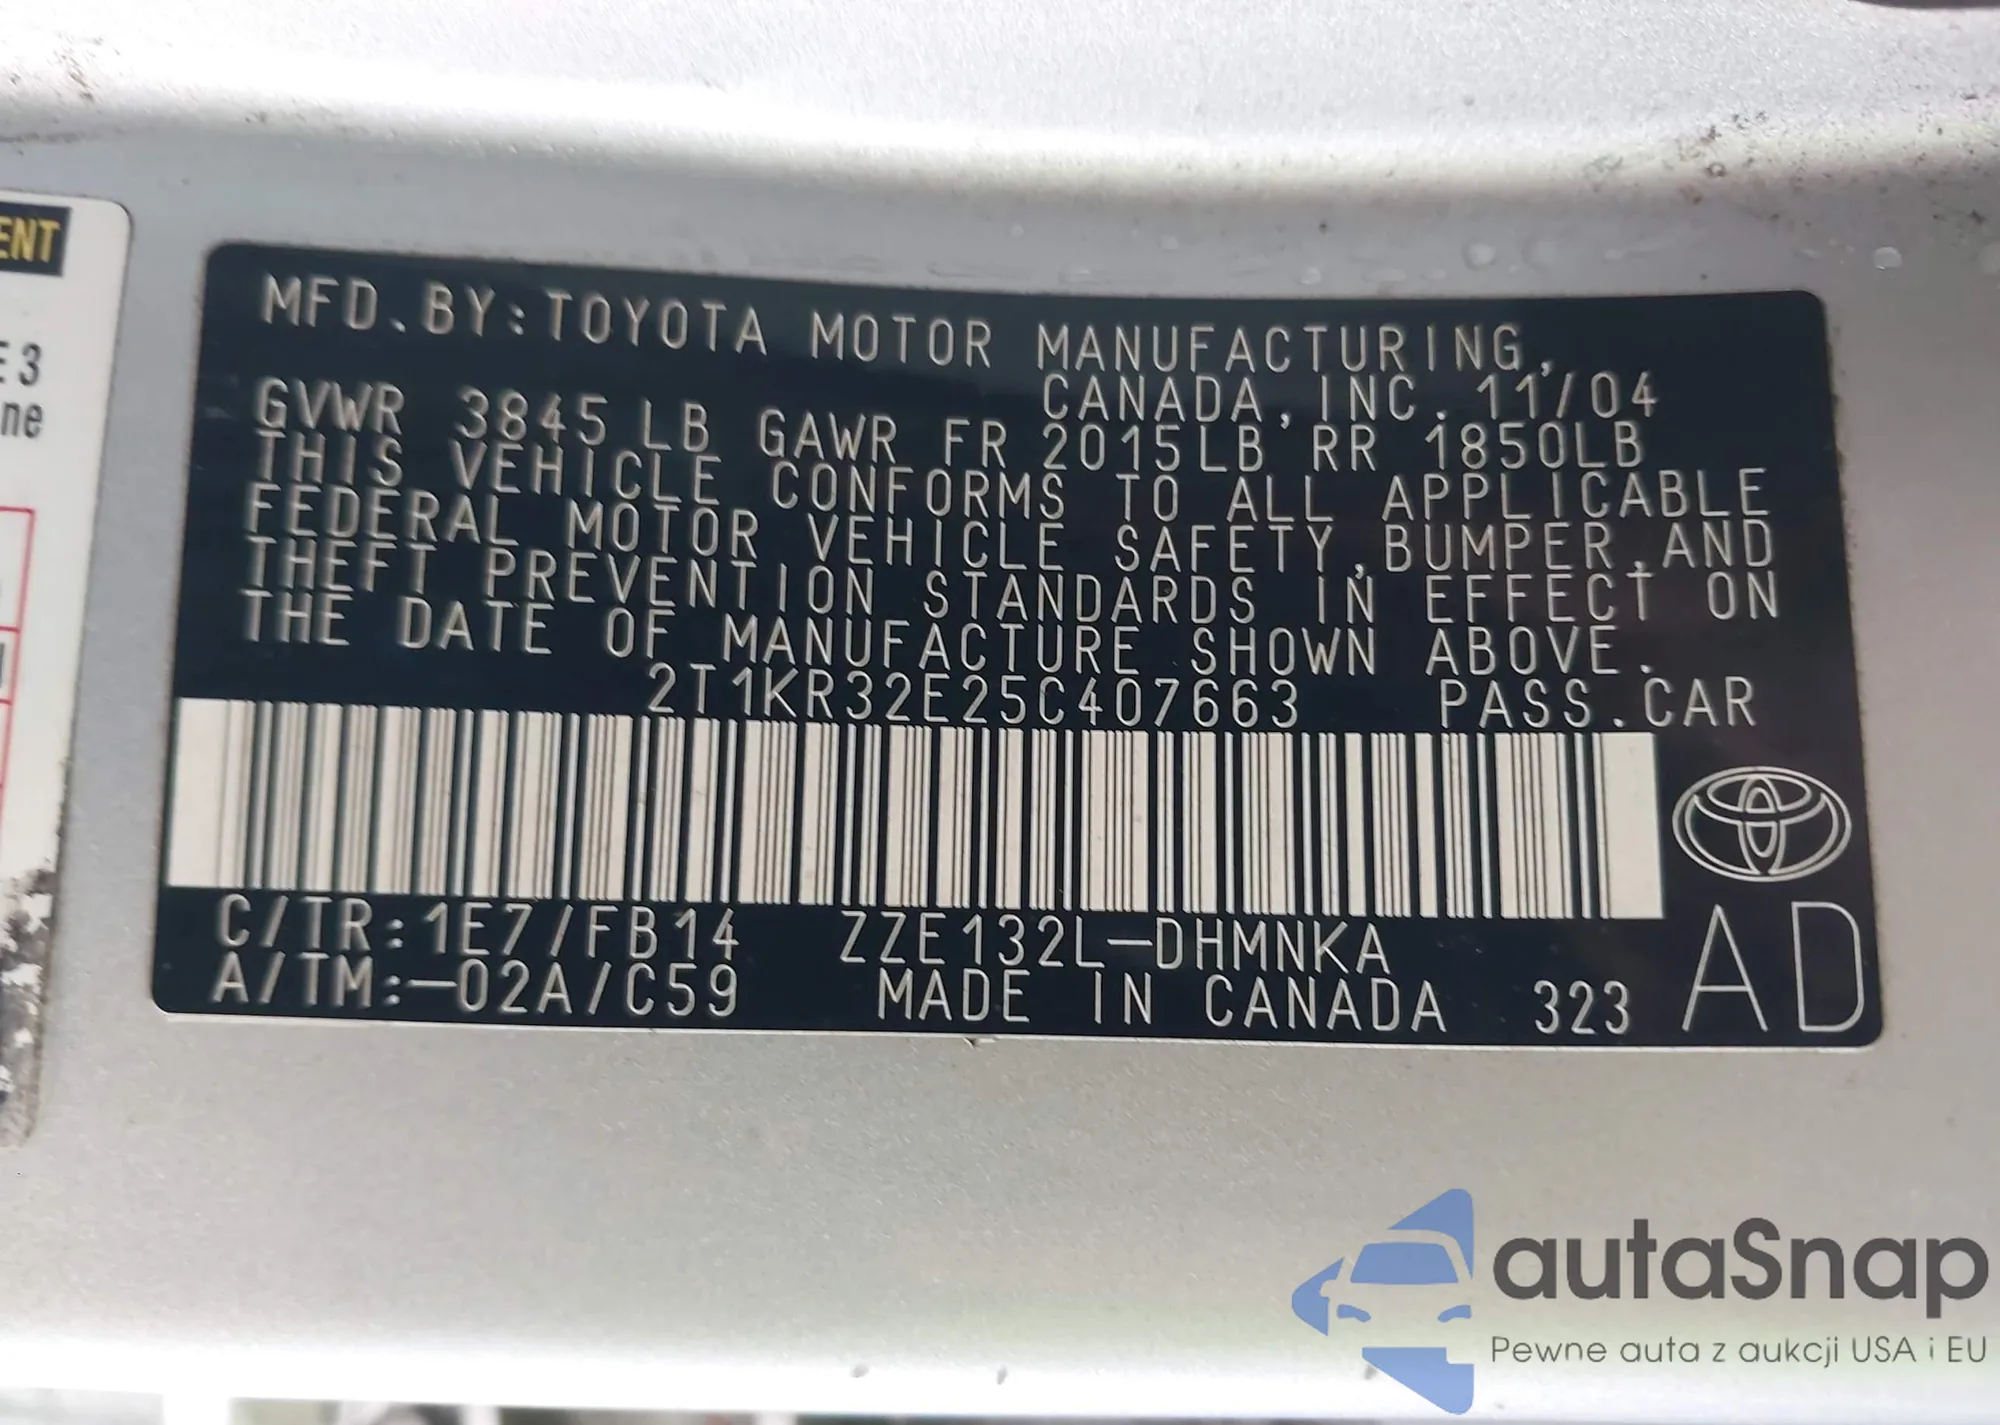 ENT
E 3
ne
MFD.BY:TOYOTA MOTOR MANUFACTURING,
CANADA,INC. 11/04
GVWR 3845 LB GAWR FR 2015LB RR 1850LB
THIS VEHICLE CONFORMS TO ALL APPLICABLE
FEDERAL MOTOR VEHICLE SAFETY,BUMPER,AND
THEFT PREVENTION STANDARDS IN EFFECT ON
THE DATE OF MANUFACTURE SHOWN ABOVE.
2T1KR32E25C407663 PASS.CAR
C/TR:1E7/FB14 ZZE132L-DHMNKA
A/TM:-02A/C59 MADE IN CANADA 323
AD
autaSnap
Pewne auta z aukcji USA i EU